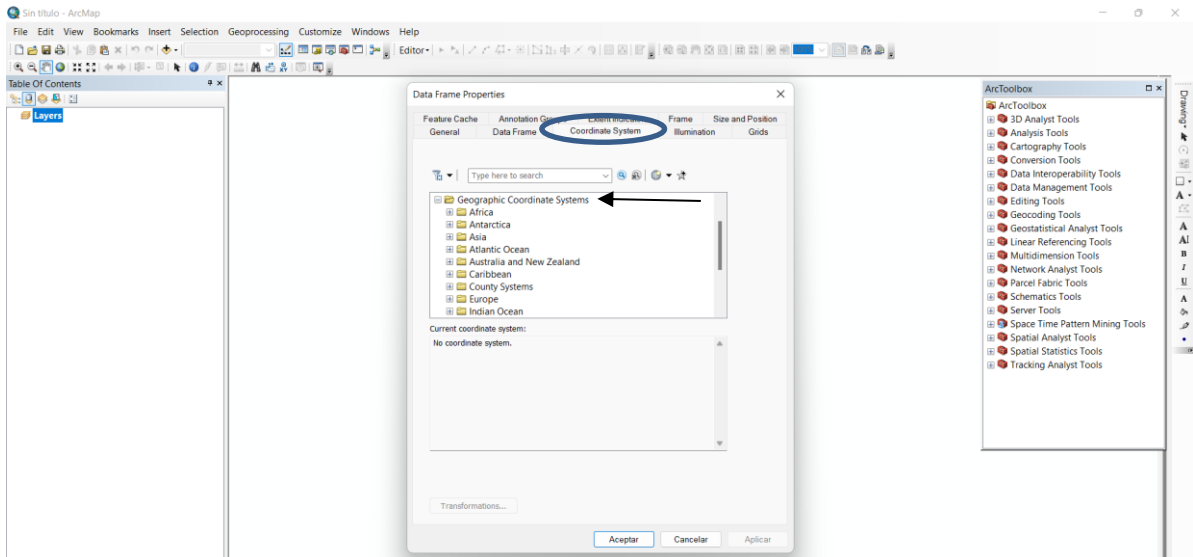 Sin título - ArcMap
File Edit View Bookmarks Insert Selection Geoprocessing Customize Windows Help
Editor
Table Of Contents
Layers
Data Frame Properties
Feature Cache Annotation Frame Size and Position
General Data Frame Coordinate System Illumination Grids
Type here to search
Geographic Coordinate Systems
Africa
Antarctica
Asia
Atlantic Ocean
Australia and New Zealand
Caribbean
County Systems
Europe
Indian Ocean
Current coordinate system:
No coordinate system.
Transformations...
Aceptar Cancelar Aplicar
ArcToolbox
ArcToolbox
3D Analyst Tools
Analysis Tools
Cartography Tools
Conversion Tools
Data Interoperability Tools
Data Management Tools
Editing Tools
Geocoding Tools
Geostatistical Analyst Tools
Linear Referencing Tools
Multidimension Tools
Network Analyst Tools
Parcel Fabric Tools
Schematics Tools
Server Tools
Space Time Pattern Mining Tools
Spatial Analyst Tools
Spatial Statistics Tools
Tracking Analyst Tools
Drawing
A
A
B
I
U
A